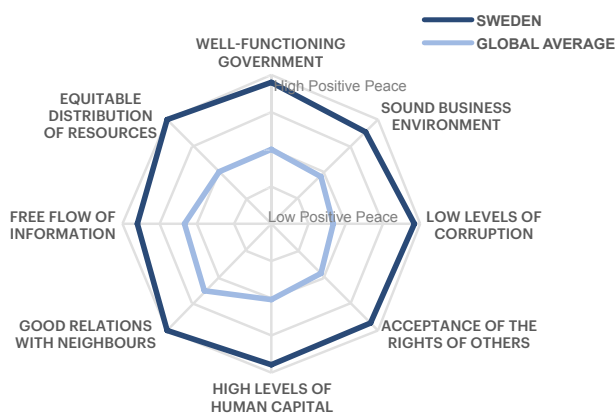 SWEDEN
GLOBAL AVERAGE
WELL-FUNCTIONING
GOVERNMENT
High Positive Peace
SOUND BUSINESS
ENVIRONMENT
EQUITABLE
DISTRIBUTION
OF RESOURCES
Low Positive Peace
LOW LEVELS OF
CORRUPTION
FREE FLOW OF
INFORMATION
ACCEPTANCE OF THE
RIGHTS OF OTHERS
GOOD RELATIONS
WITH NEIGHBOURS
HIGH LEVELS OF
HUMAN CAPITAL